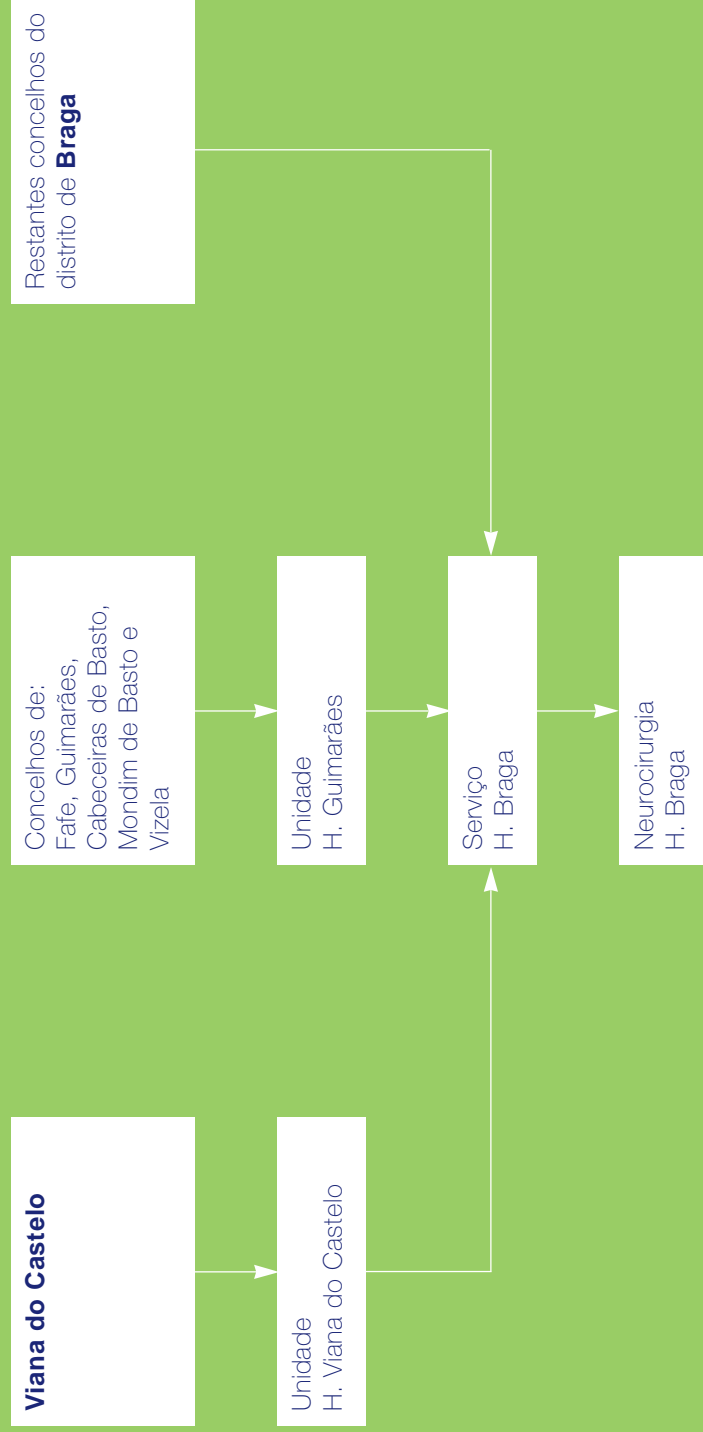 Viana do Castelo
Unidade
H. Viana do Castelo
Concelhos de:
Fafe, Guimarães,
Cabeceiras de Basto,
Mondim de Basto e
Vizela
Unidade
H. Guimarães
Serviço
H. Braga
Neurocirurgia
H. Braga
Restantes concelhos do
distrito de Braga